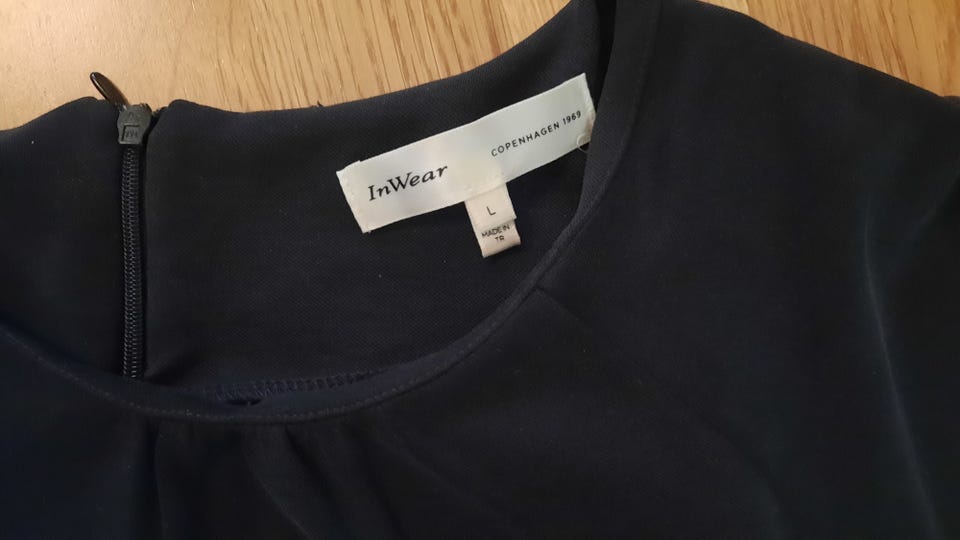 InWear
COPENHAGEN 1969
L
MADE IN
TR